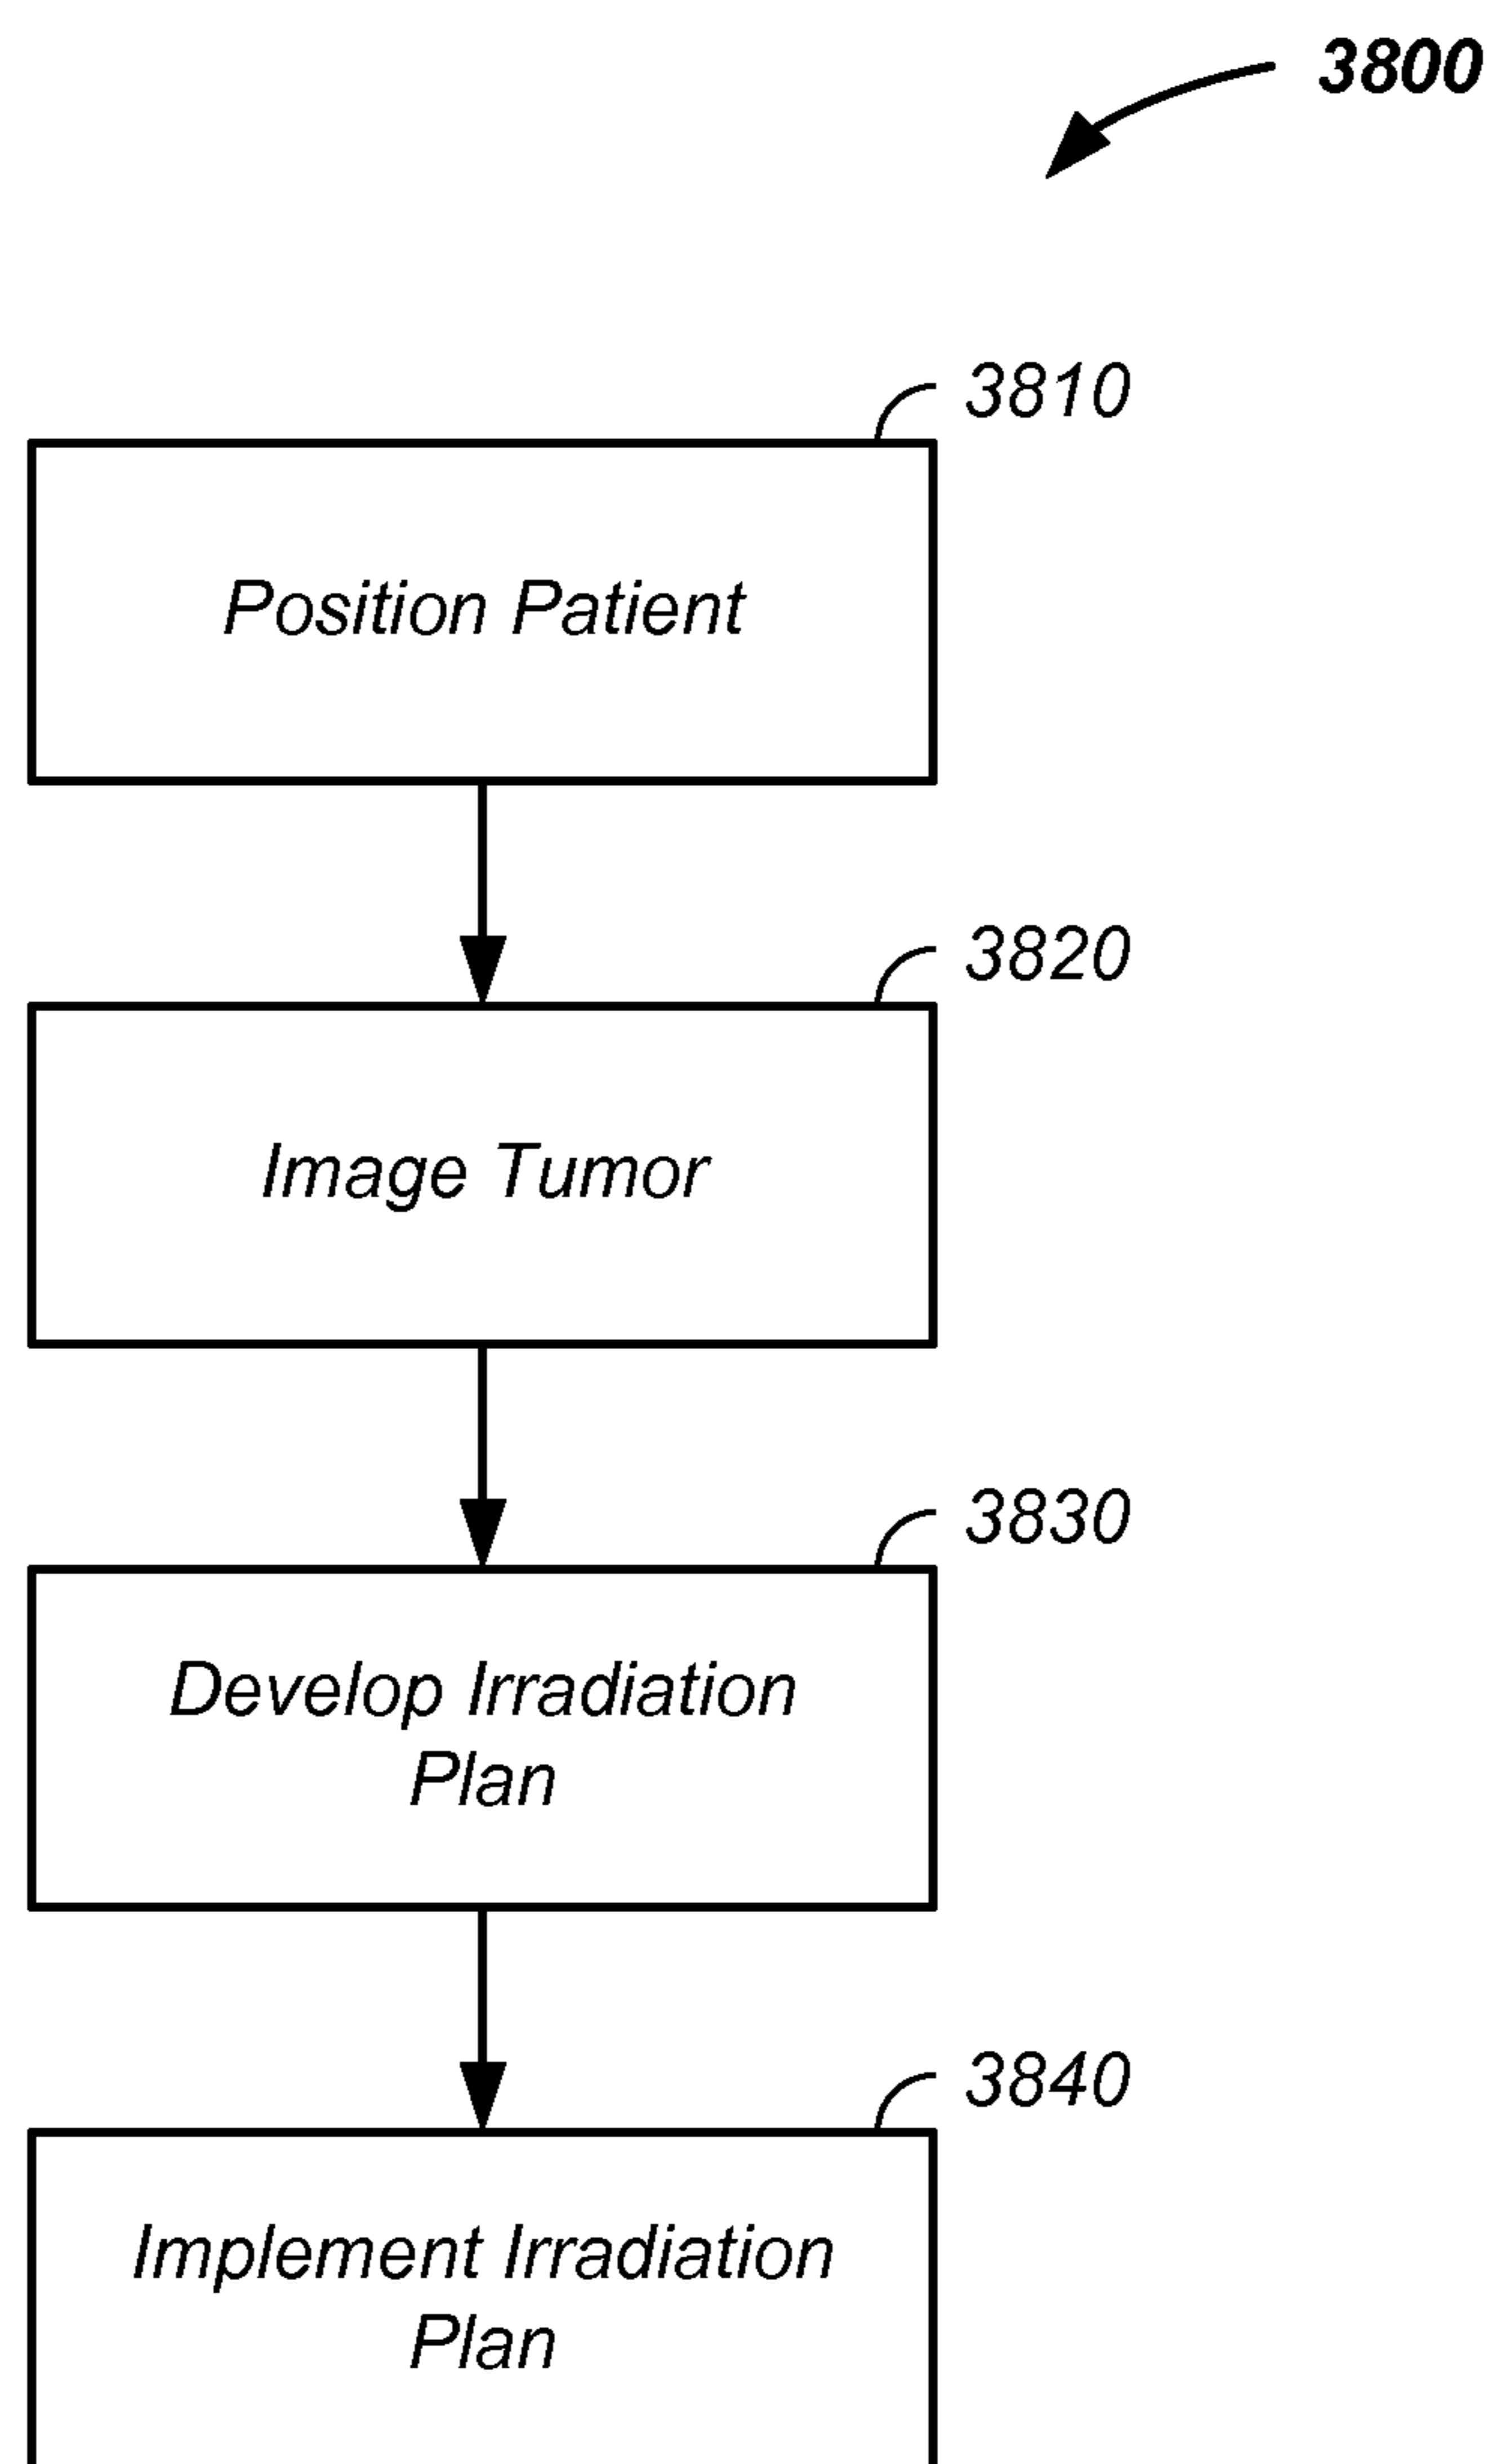 3800
3810
Position Patient
3820
Image Tumor
3830
Develop Irradiation
Plan
3840
Implement Irradiation
Plan